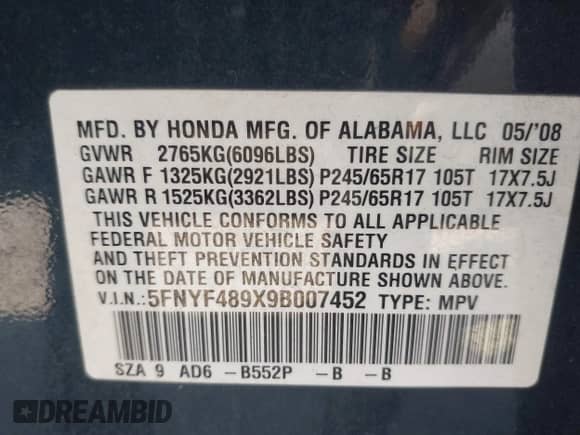 MFD. BY HONDA MFG. OF ALABAMA, LLC 05/'08
GVWR 2765KG(6096LBS) TIRE SIZE RIM SIZE
GAWR F 1325KG(2921LBS) P245/65R17 105T 17X7.5J
GAWR R 1525KG(3362LBS) P245/65R17 105T 17X7.5J
THIS VEHICLE CONFORMS TO ALL APPLICABLE
FEDERAL MOTOR VEHICLE SAFETY
AND THEFT PREVENTION STANDARDS IN EFFECT
ON THE DATE OF MANUFACTURE SHOWN ABOVE.
V.I.N.: 5FNYF489X9B007452 TYPE: MPV
SZA 9 AD6 -B552P -B -B
DREAMBID